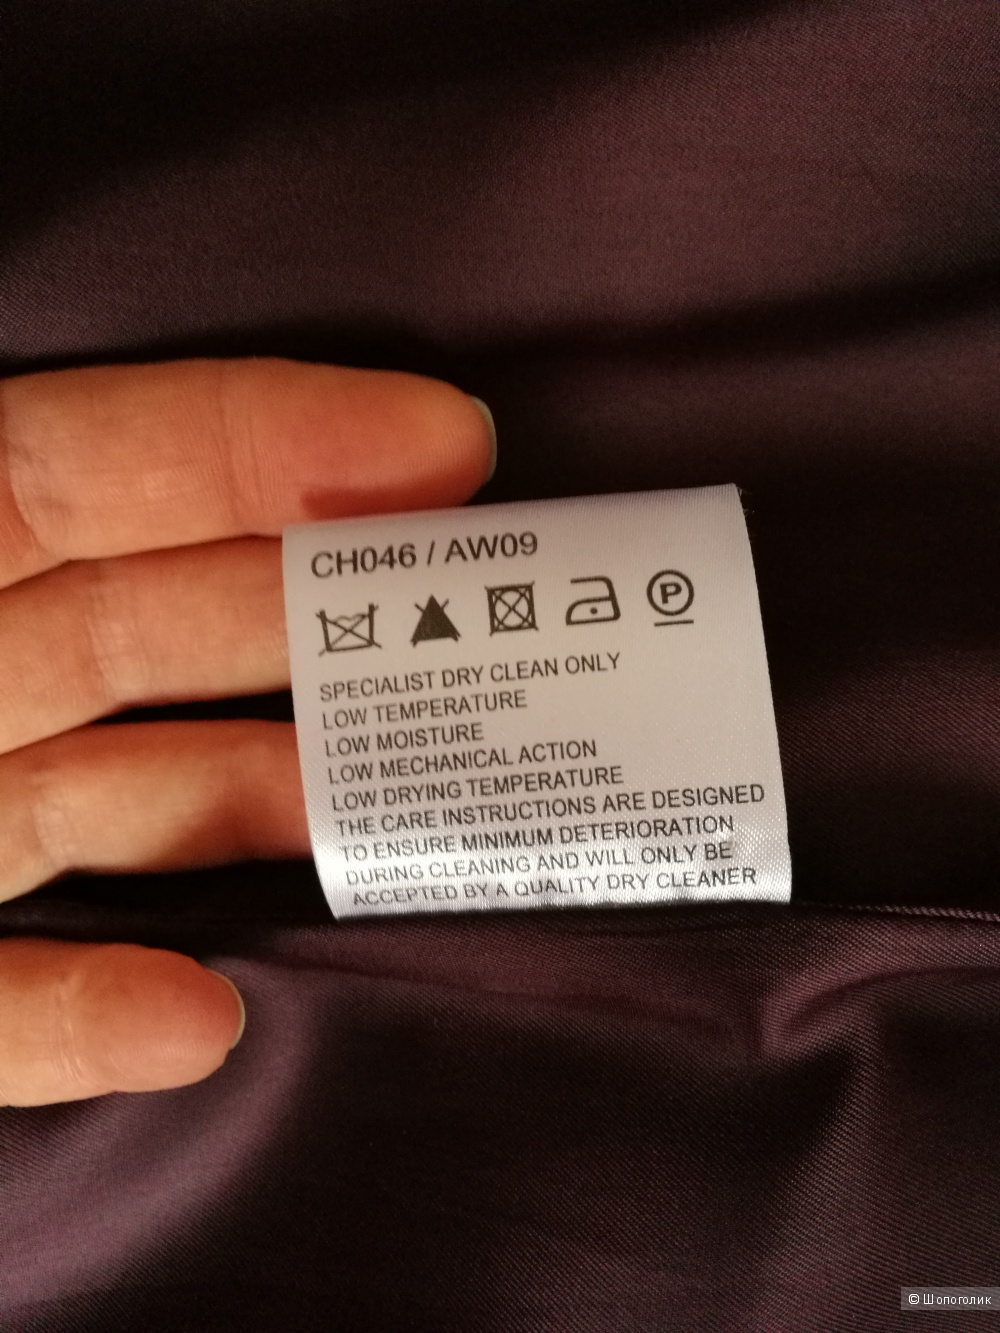 CH046 / AW09
P
SPECIALIST DRY CLEAN ONLY
LOW TEMPERATURE
LOW MOISTURE
LOW MECHANICAL ACTION
LOW DRYING TEMPERATURE
THE CARE INSTRUCTIONS ARE DESIGNED
TO ENSURE MINIMUM DETERIORATION
DURING CLEANING AND WILL ONLY BE
ACCEPTED BY A QUALITY DRY CLEANER
© Шопоголик